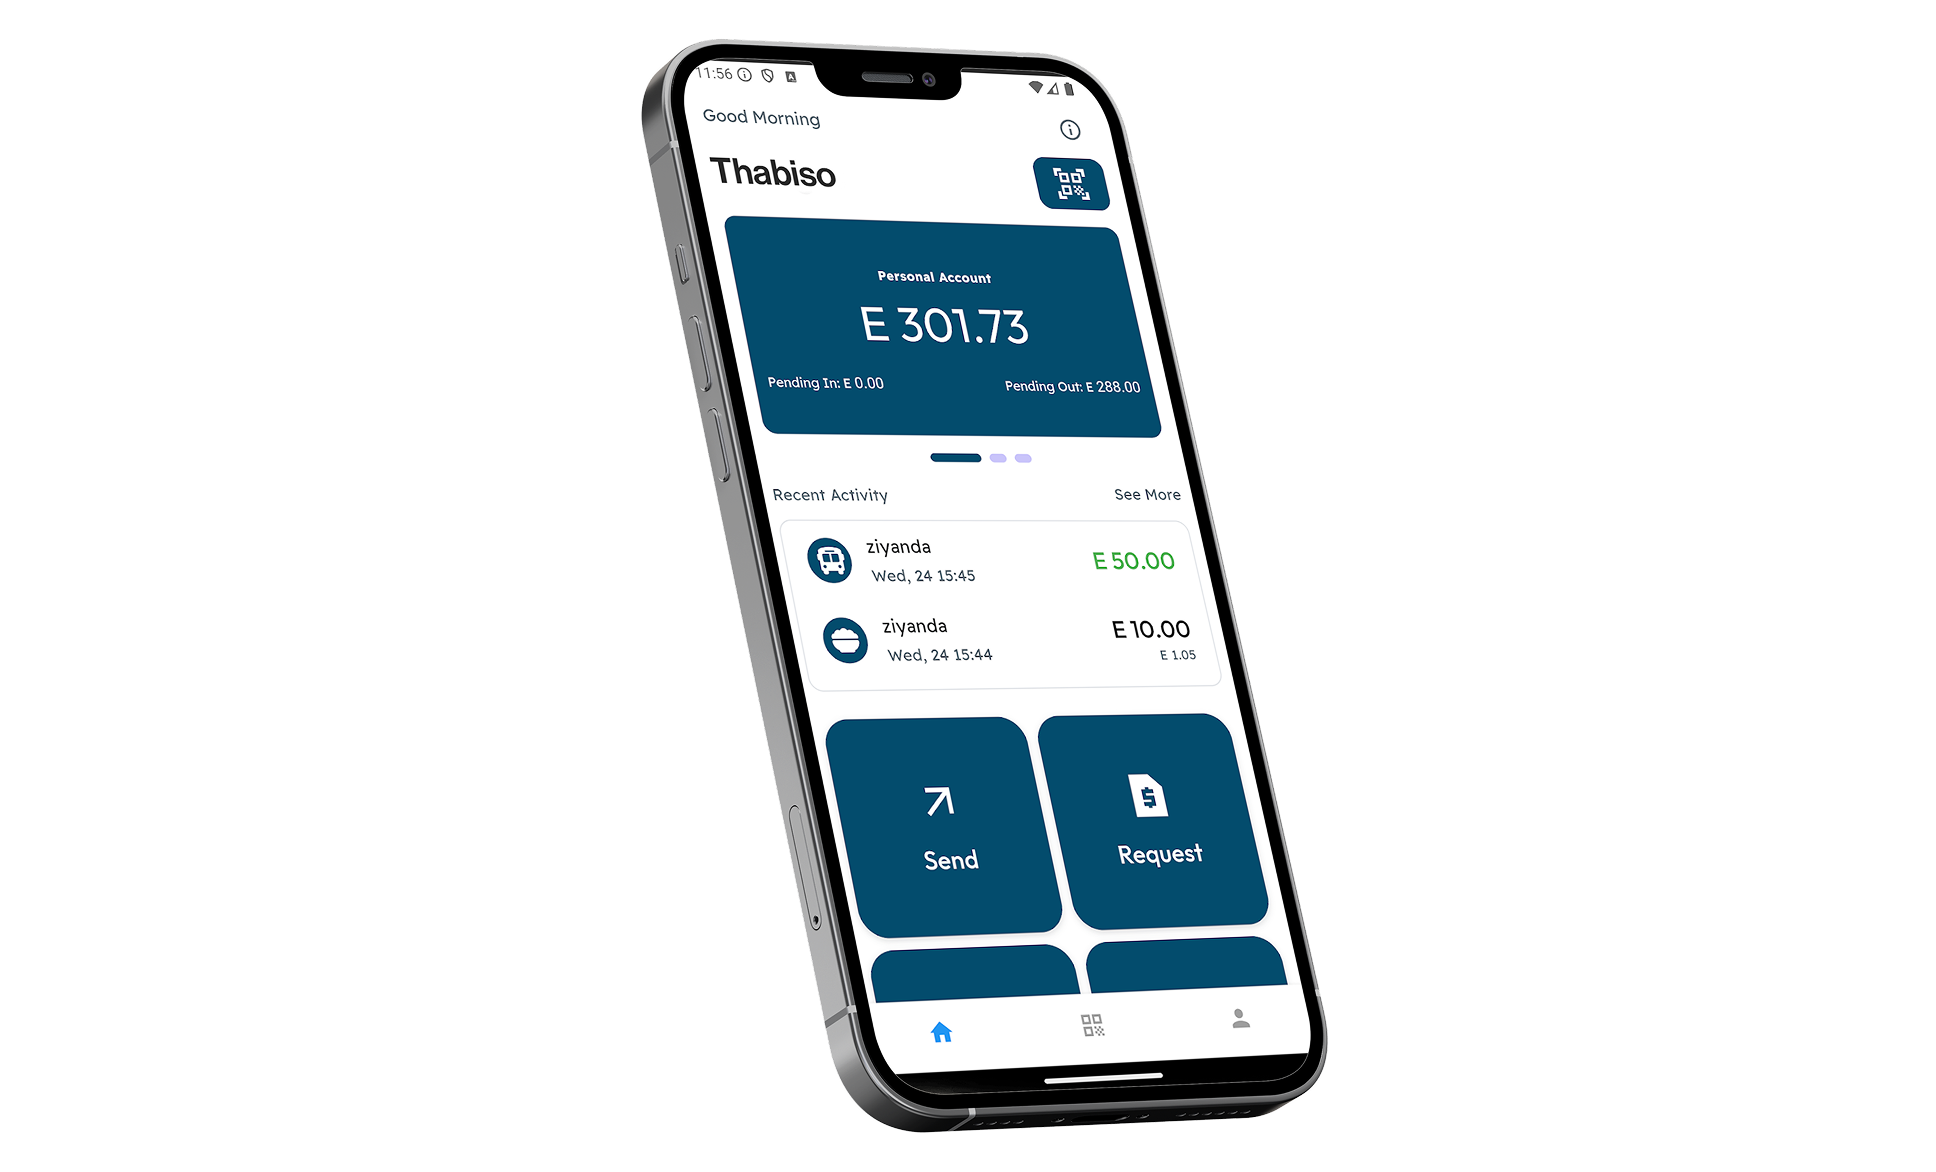 11:56
Good Morning
Thabiso
Personal Account
E 301.73
Pending In: E 0.00
Pending Out: E 288.00
Recent Activity
See More
ziyanda
E 50.00
Wed, 24 15:45
ziyanda
E 10.00
Wed, 24 15:44
E 1.05
Send
Request